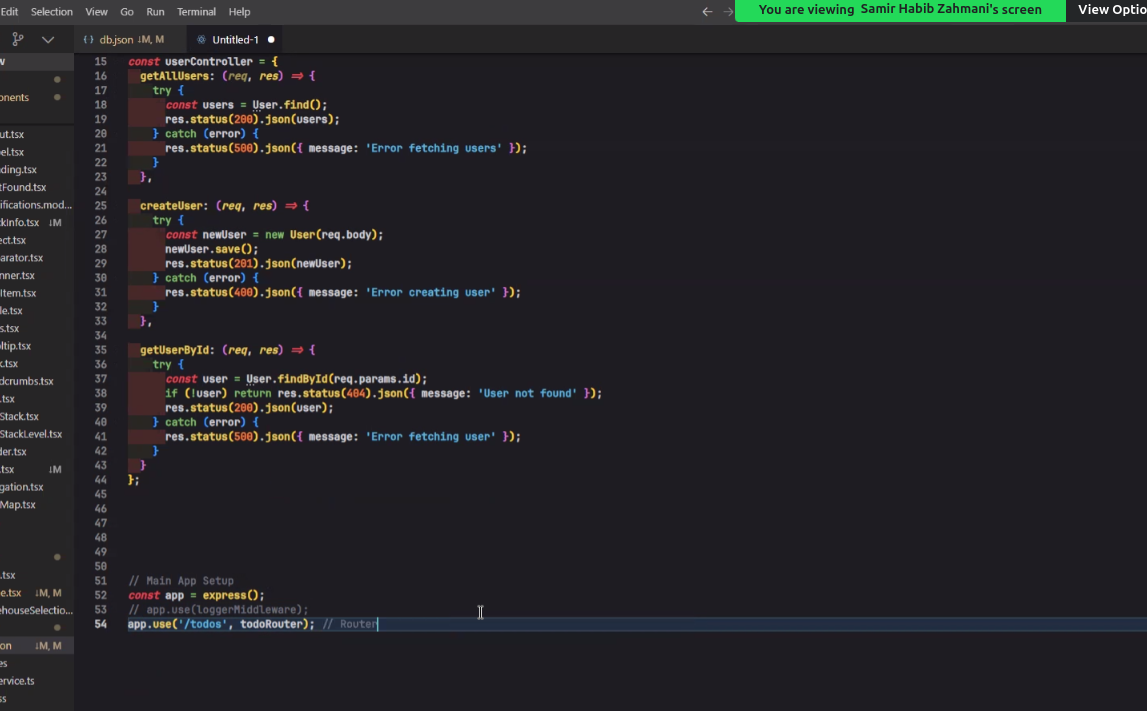 Edit Selection View Go Run Terminal Help
You are viewing Samir Habib Zahmani's screen
View Optio
{} db.json ↓M, M
Untitled-1 ●
w
onents
ut.tsx
el.tsx
ding.tsx
tFound.tsx
ifications.mod...
ckInfo.tsx ↓M
ect.tsx
arator.tsx
nner.tsx
Item.tsx
le.tsx
s.tsx
oltip.tsx
k.tsx
dcrumbs.tsx
.tsx
Stack.tsx
StackLevel.tsx
der.tsx
.tsx ↓M
gation.tsx
Map.tsx
.tsx
e.tsx ↓M, M
ehouseSelectio...
on ↓M, M
es
ervice.ts
ss
15 const userController = {
16 getAllUsers: (req, res) => {
17 try {
18 const users = User.find();
19 res.status(200).json(users);
20 } catch (error) {
21 res.status(500).json({ message: 'Error fetching users' });
22 }
23 },
24
25 createUser: (req, res) => {
26 try {
27 const newUser = new User(req.body);
28 newUser.save();
29 res.status(201).json(newUser);
30 } catch (error) {
31 res.status(400).json({ message: 'Error creating user' });
32 }
33 },
34
35 getUserById: (req, res) => {
36 try {
37 const user = User.findById(req.params.id);
38 if (!user) return res.status(404).json({ message: 'User not found' });
39 res.status(200).json(user);
40 } catch (error) {
41 res.status(500).json({ message: 'Error fetching user' });
42 }
43 }
44 };
45
46
47
48
49
50
51 // Main App Setup
52 const app = express();
53 // app.use(loggerMiddleware);
54 app.use('/todos', todoRouter); // Router